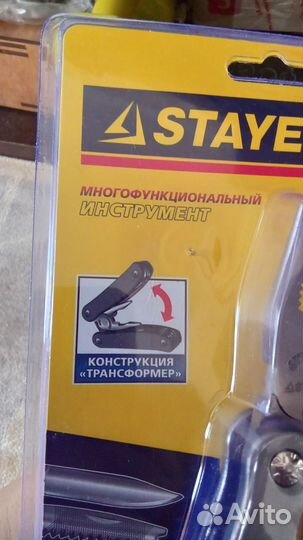 STAYE
МНОГОФУНКЦИОНАЛЬНЫЙ
ИНСТРУМЕНТ
КОНСТРУКЦИЯ
«ТРАНСФОРМЕР»
Avito